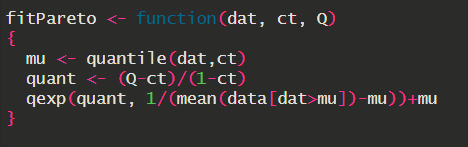 fitPareto <- function(dat, ct, Q)
{
  mu <- quantile(dat,ct)
  quant <- (Q-ct)/(1-ct)
  qexp(quant, 1/(mean(data[dat>mu])-mu))+mu
}